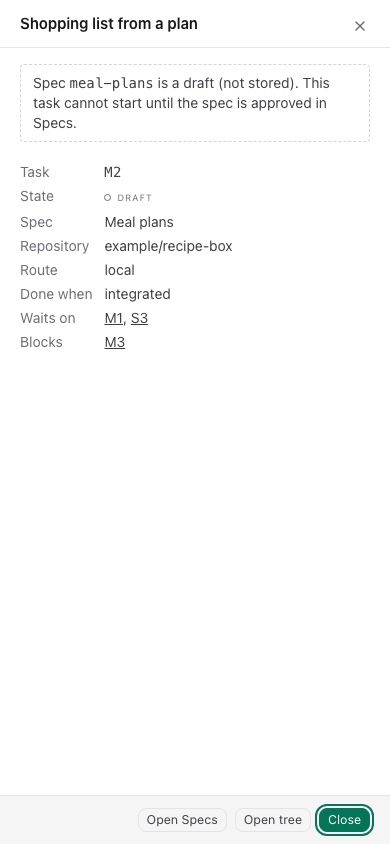 Shopping list from a plan
Spec meal-plans is a draft (not stored). This
task cannot start until the spec is approved in
Specs.
Task M2
State DRAFT
Spec Meal plans
Repository example/recipe-box
Route local
Done when integrated
Waits on M1, S3
Blocks M3
Open Specs Open tree Close